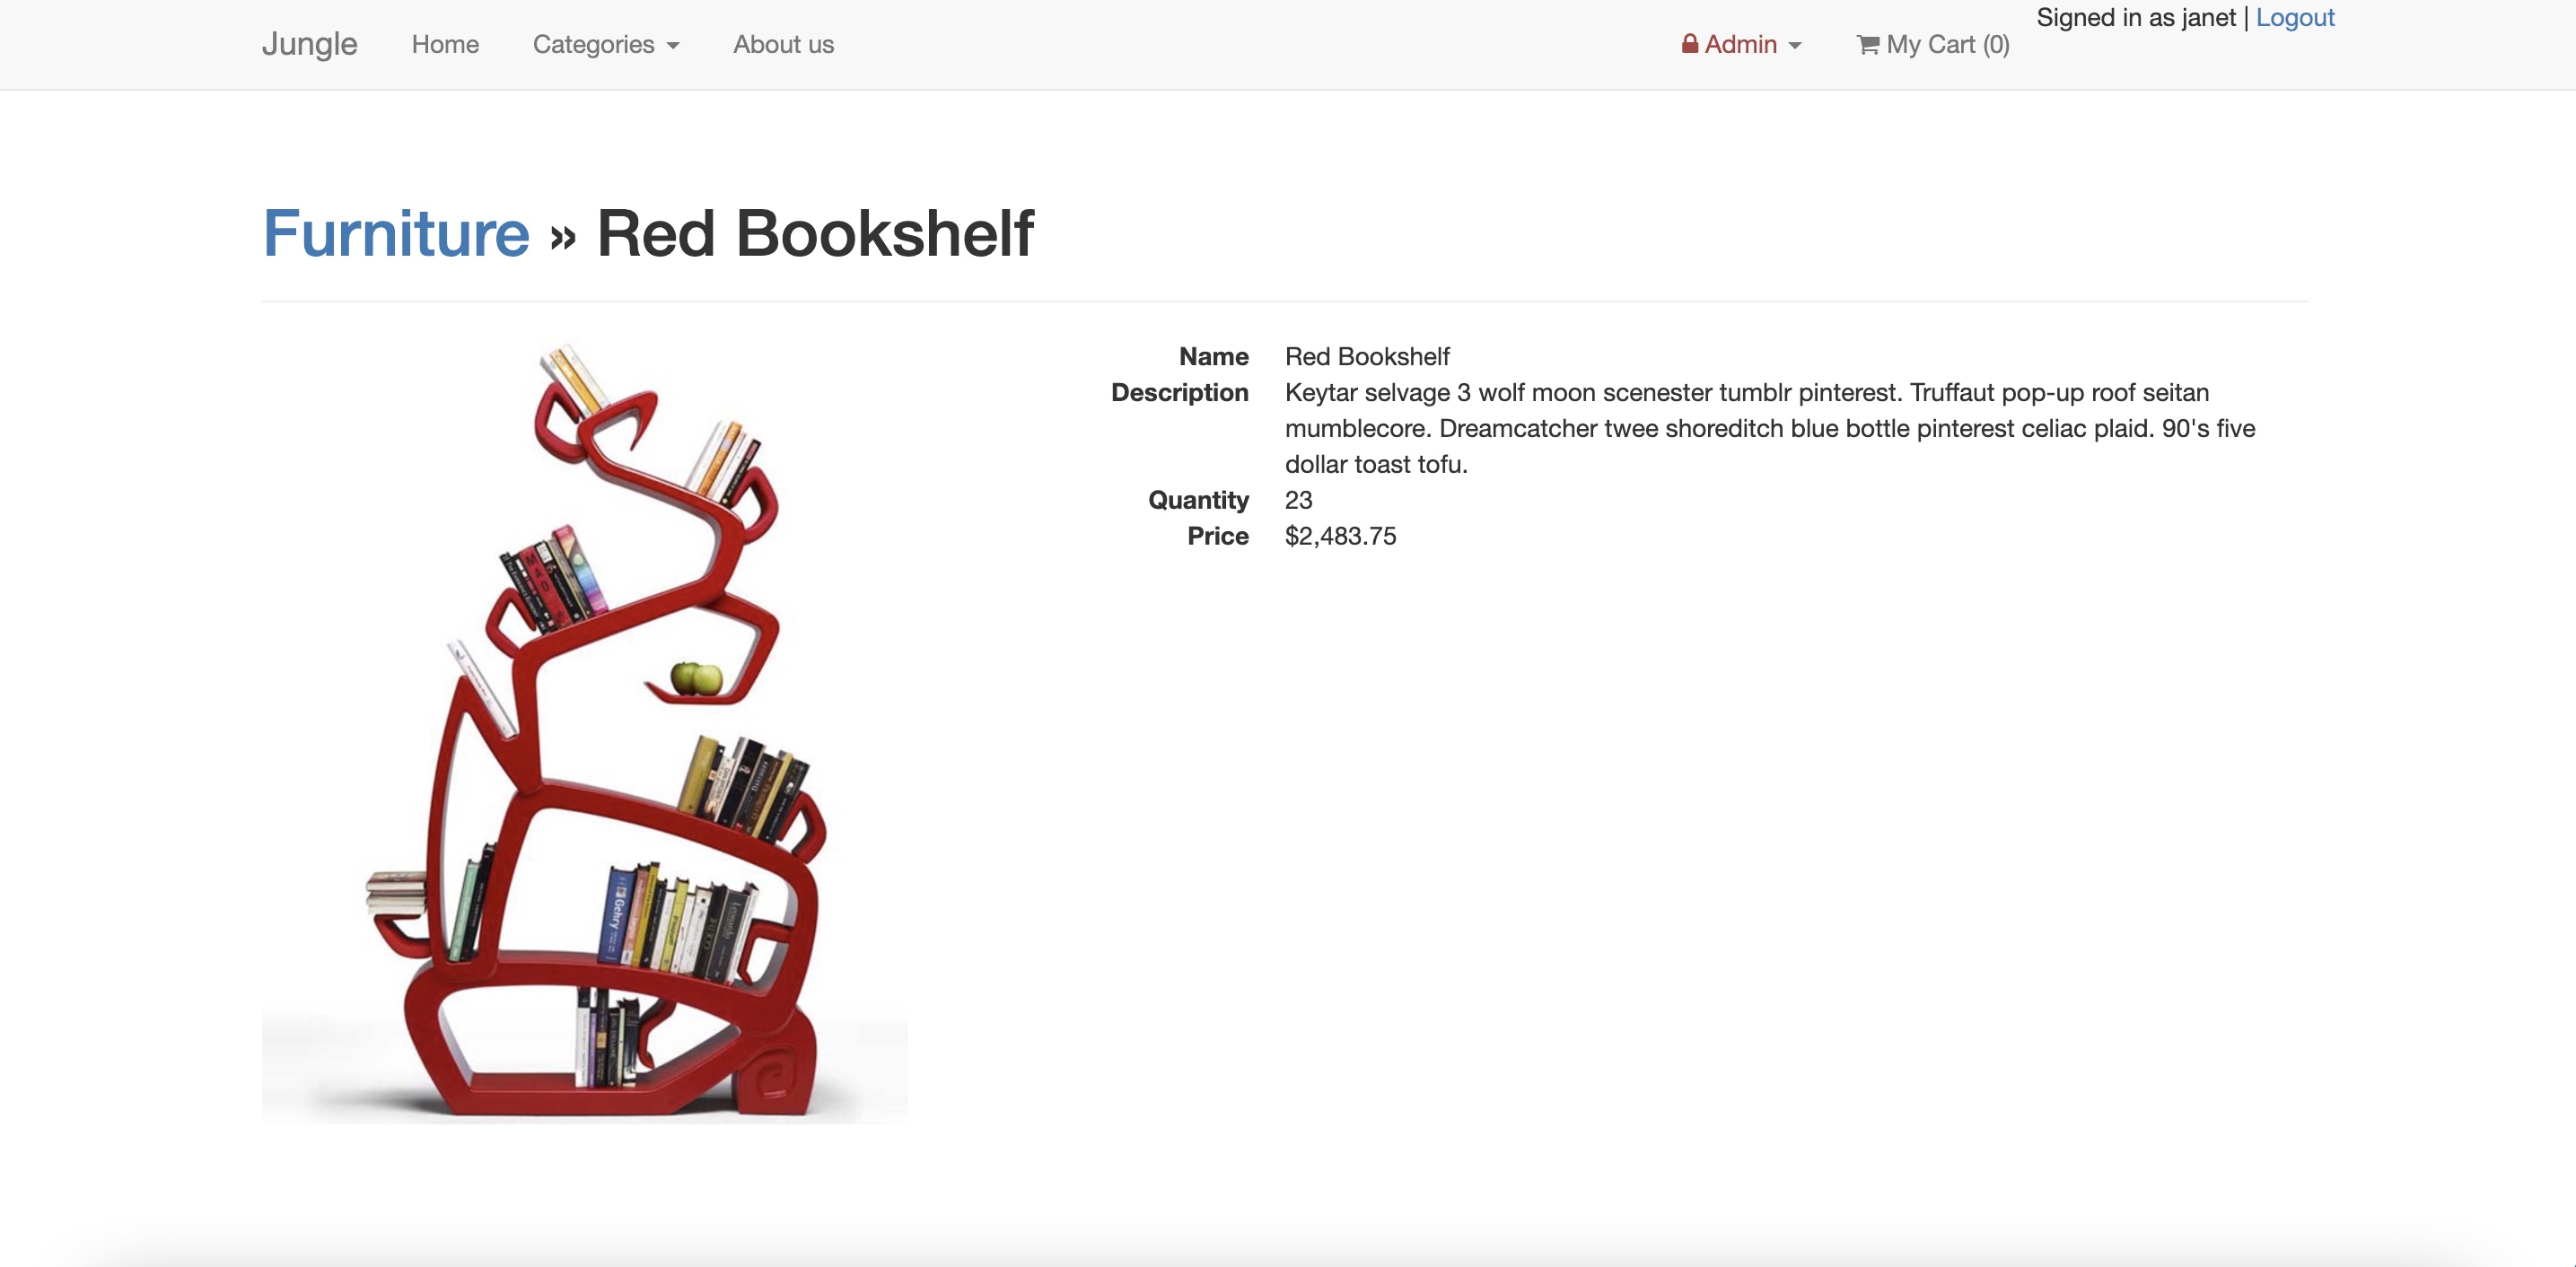 Signed in as janet | Logout
Jungle Home Categories About us Admin My Cart (0)
Furniture » Red Bookshelf
Name Red Bookshelf
Description Keytar selvage 3 wolf moon scenester tumblr pinterest. Truffaut pop-up roof seitan
mumblecore. Dreamcatcher twee shoreditch blue bottle pinterest celiac plaid. 90's five
dollar toast tofu.
Quantity 23
Price $2,483.75
Gehry